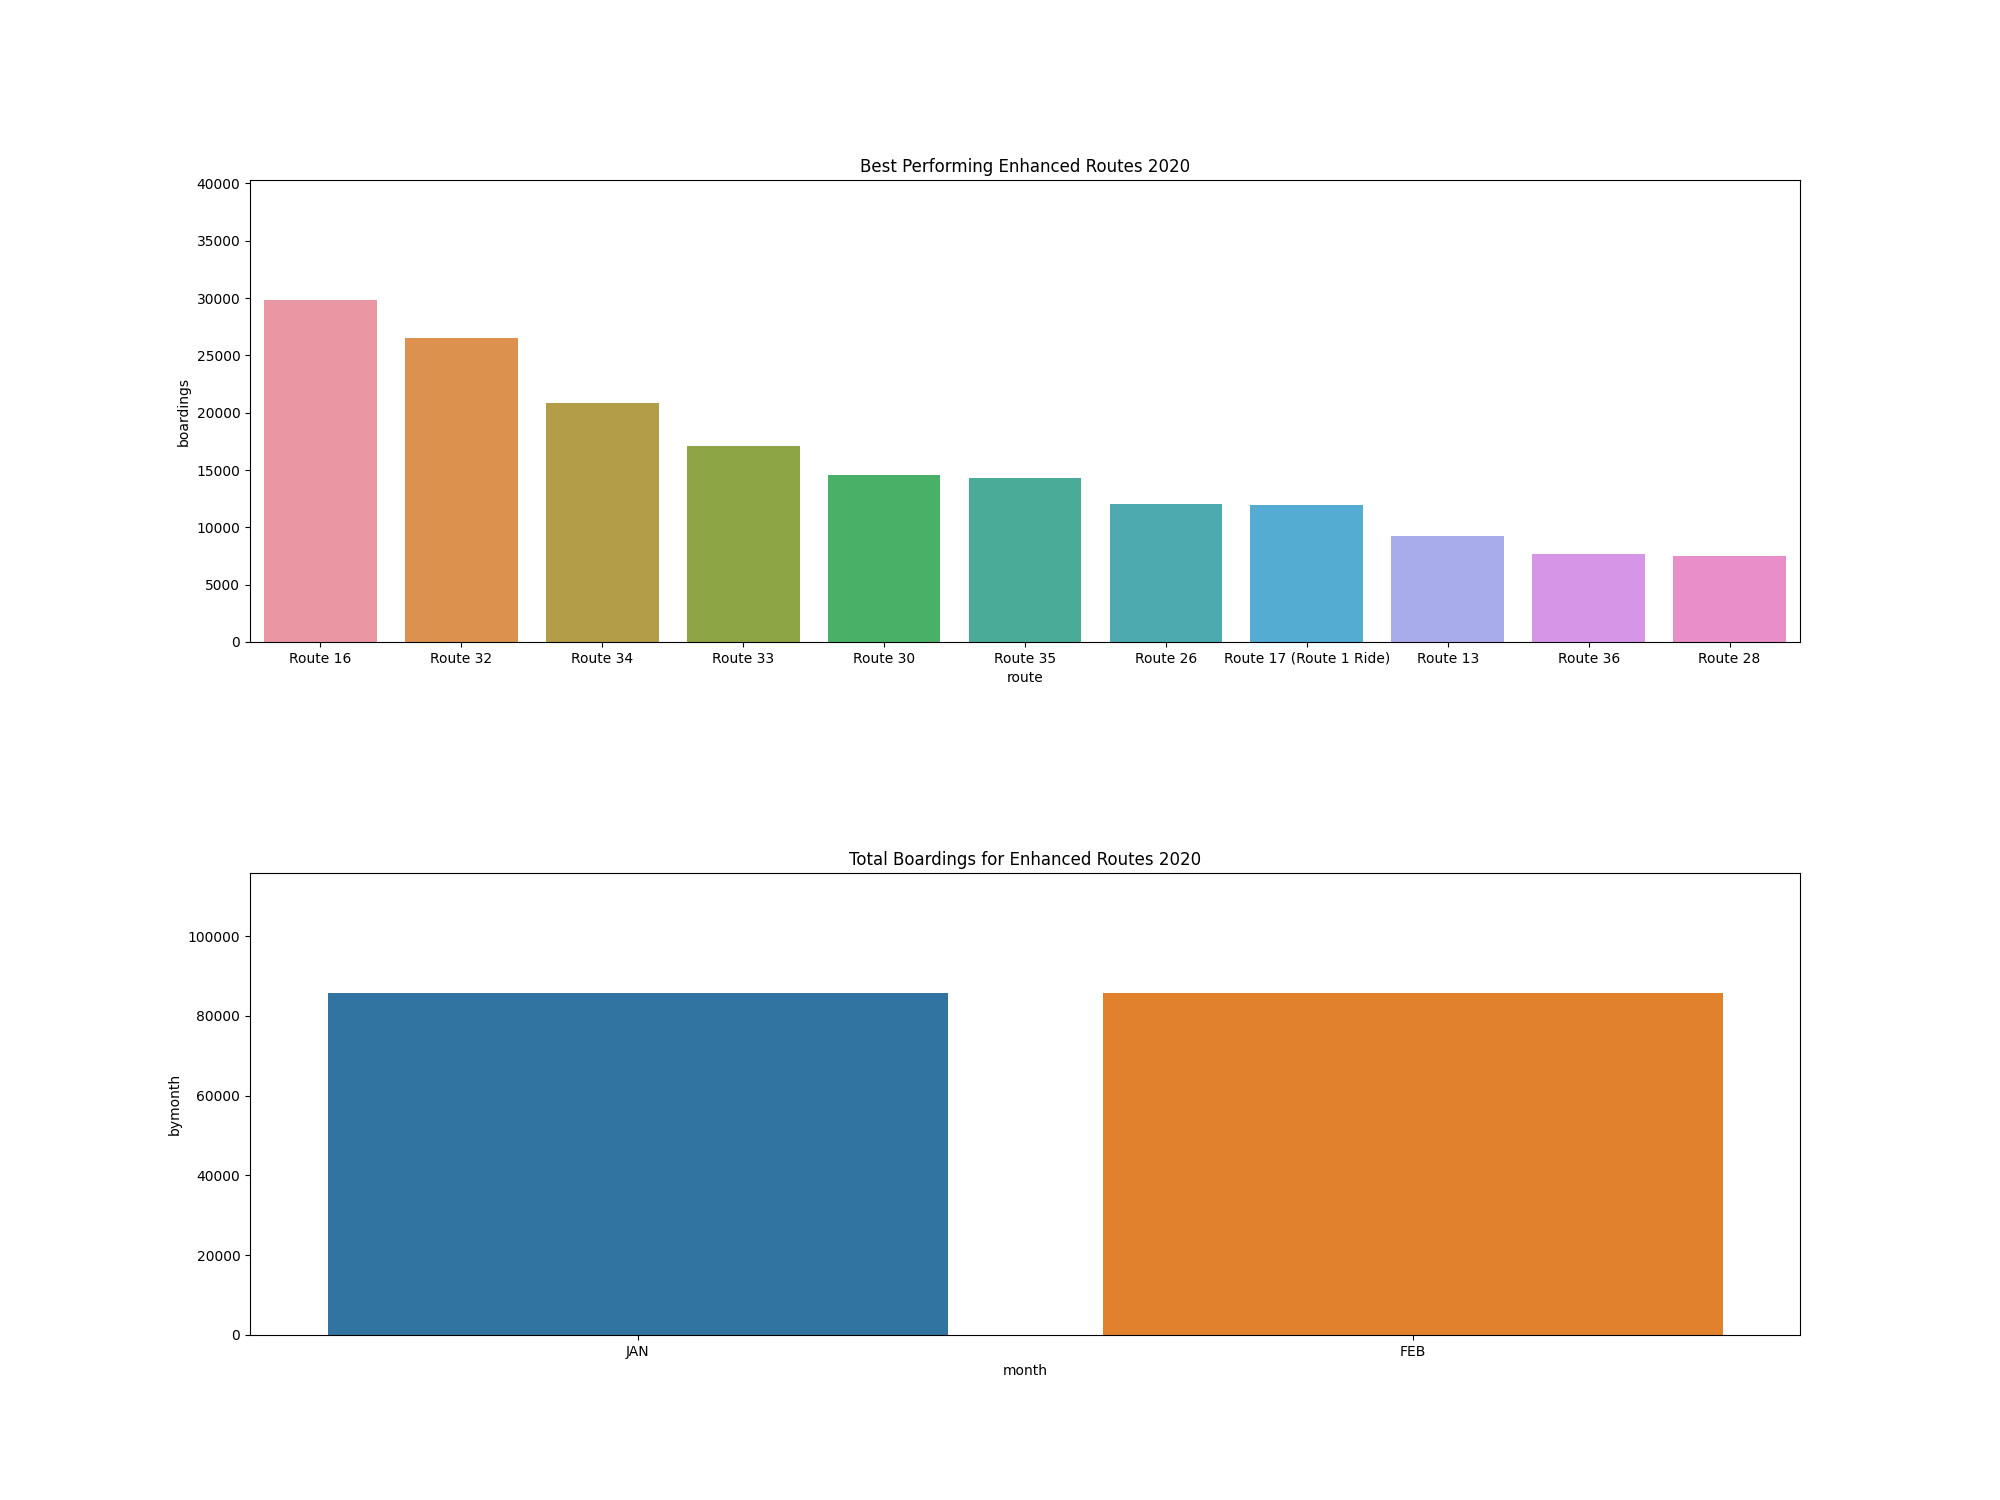 Best Performing Enhanced Routes 2020
40000
35000
30000
25000
20000
15000
10000
5000
0
boardings
Route 16 Route 32 Route 34 Route 33 Route 30 Route 35 Route 26 Route 17 (Route 1 Ride) Route 13 Route 36 Route 28
route
Total Boardings for Enhanced Routes 2020
100000
80000
60000
40000
20000
0
bymonth
JAN FEB
month